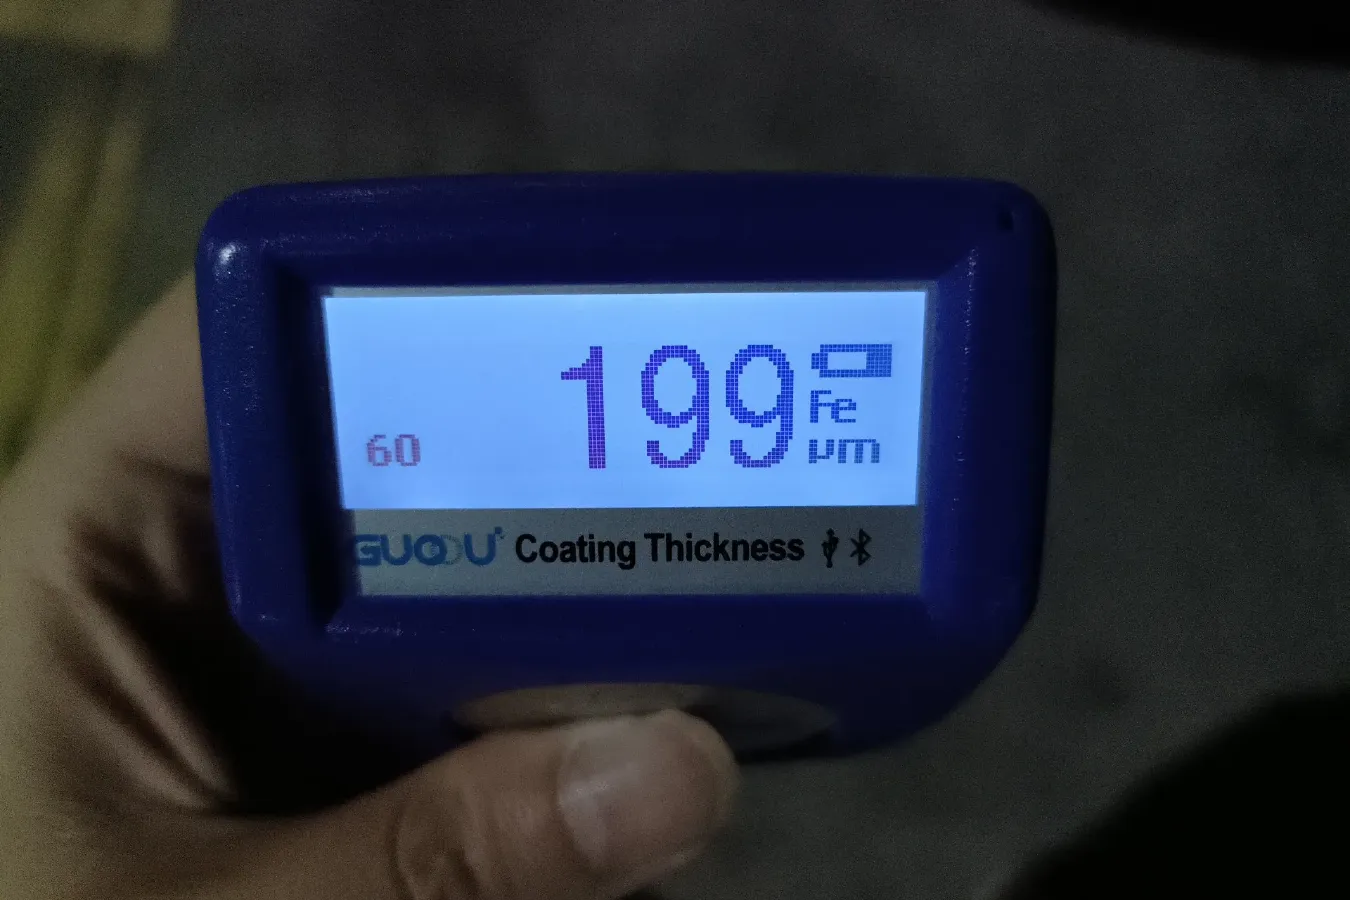 199
Fe
60
μm
GUOOU Coating Thickness